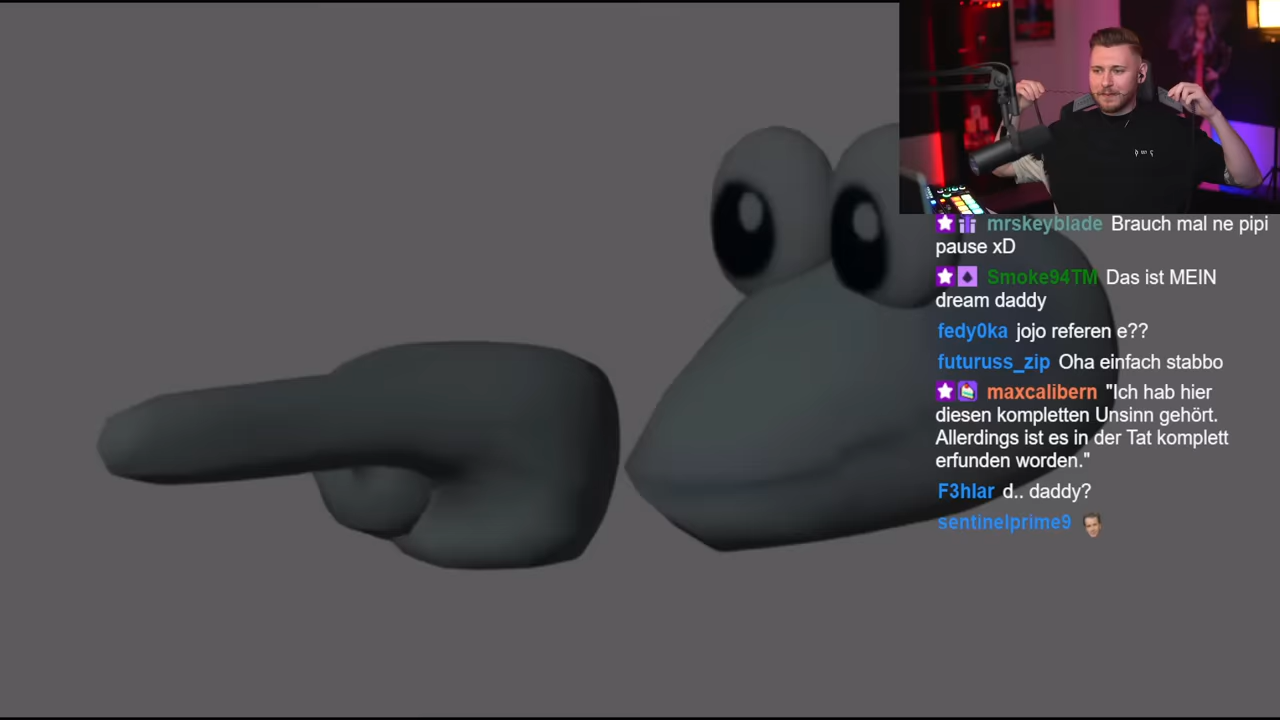 mrskeyblade Brauch mal ne pipi
pause xD
Smoke94TM Das ist MEIN
dream daddy
fedy0ka jojo referen e??
futuruss_zip Oha einfach stabbo
maxcalibern "Ich hab hier
diesen kompletten Unsinn gehört.
Allerdings ist es in der Tat komplett
erfunden worden."
F3hlar d.. daddy?
sentinelprime9